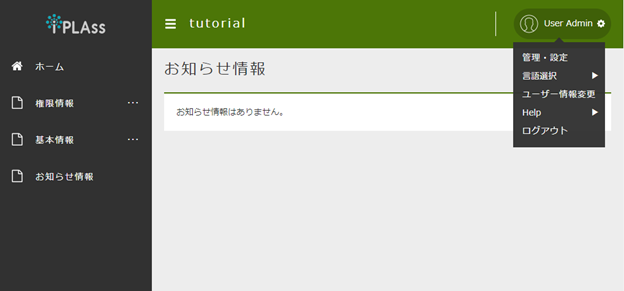 iPLAss
tutorial
User Admin
ホーム
権限情報
基本情報
お知らせ情報
お知らせ情報
お知らせ情報はありません。
管理・設定
言語選択
ユーザー情報変更
Help
ログアウト